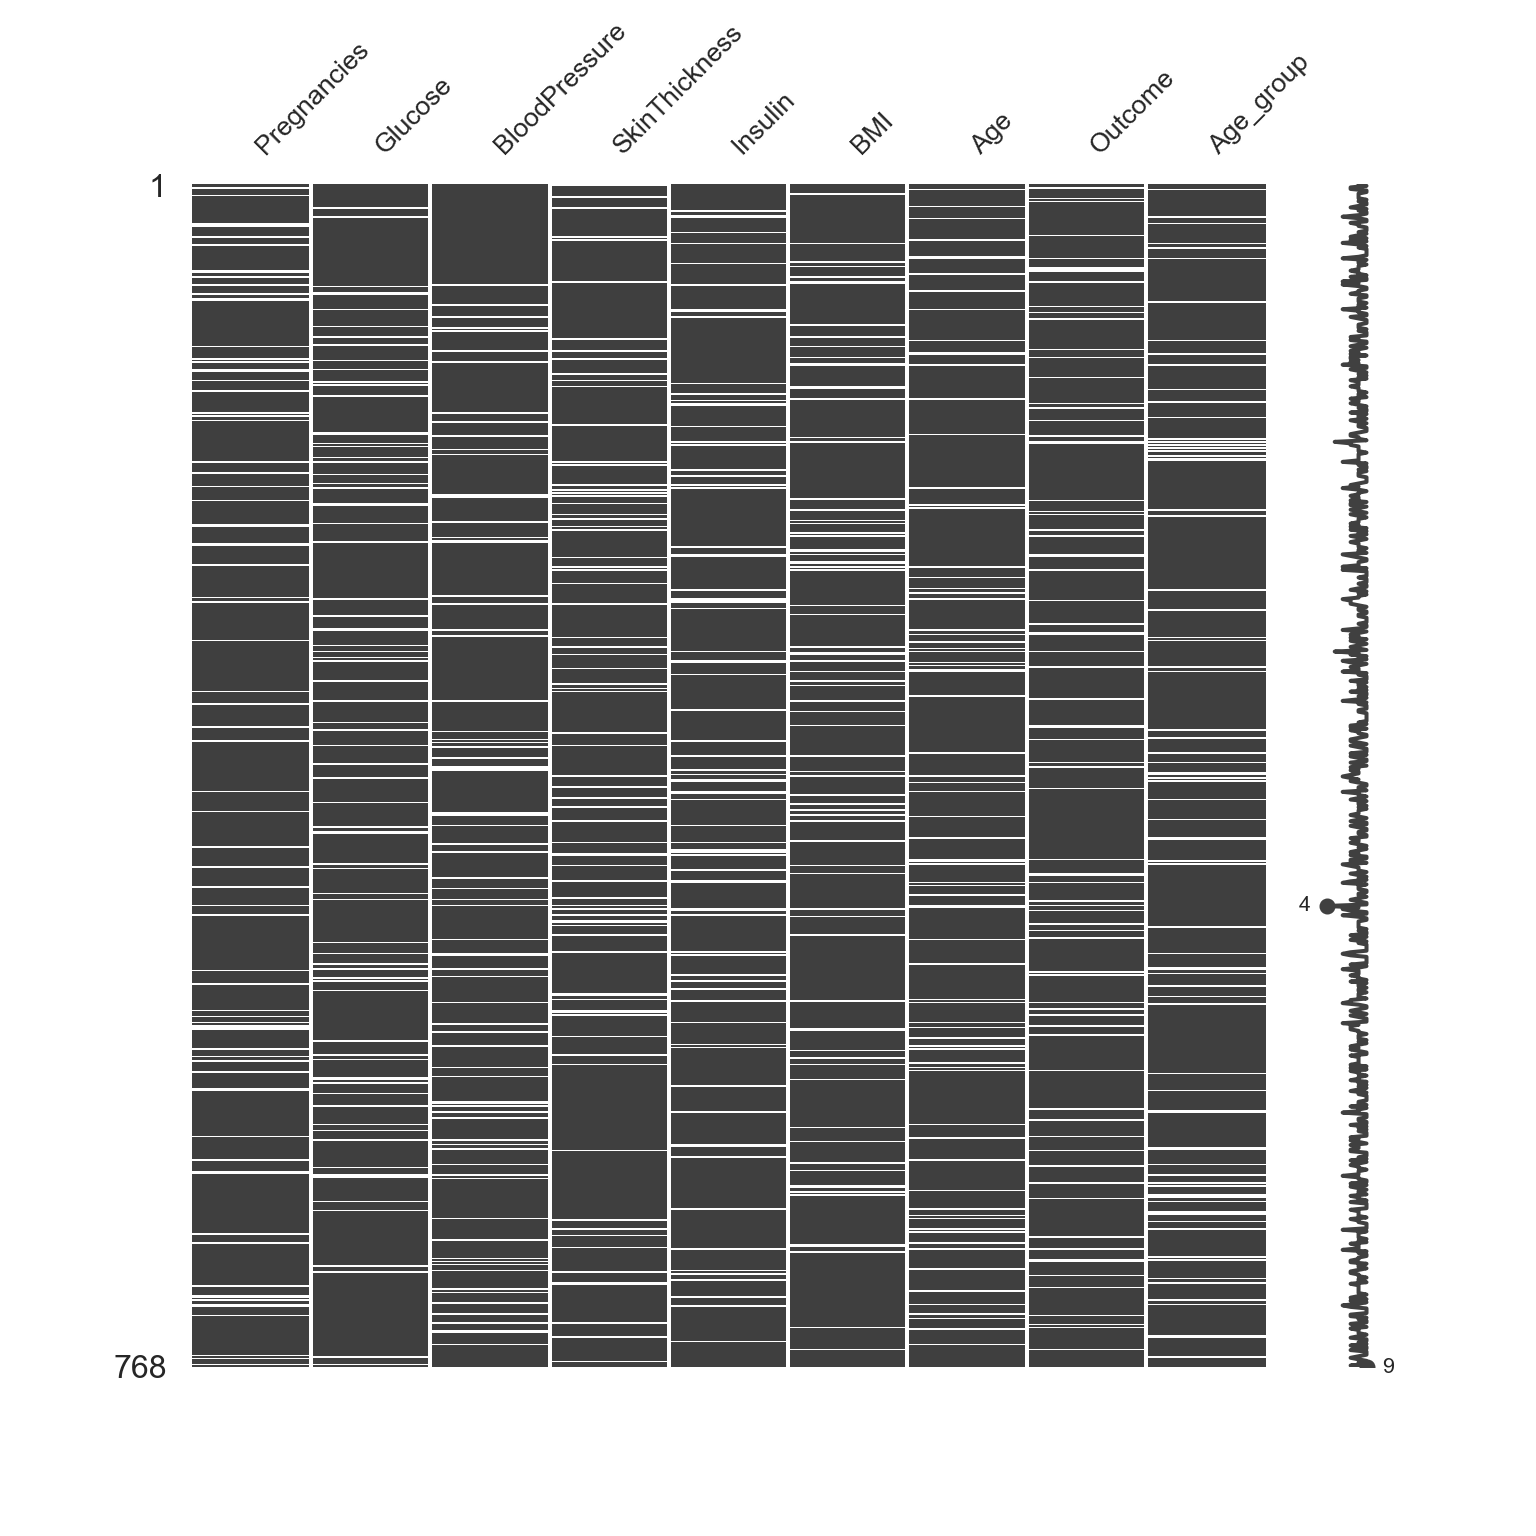 Pregnancies
Glucose
BloodPressure
SkinThickness
Insulin
BMI
Age
Outcome
Age_group
1
4
768
9